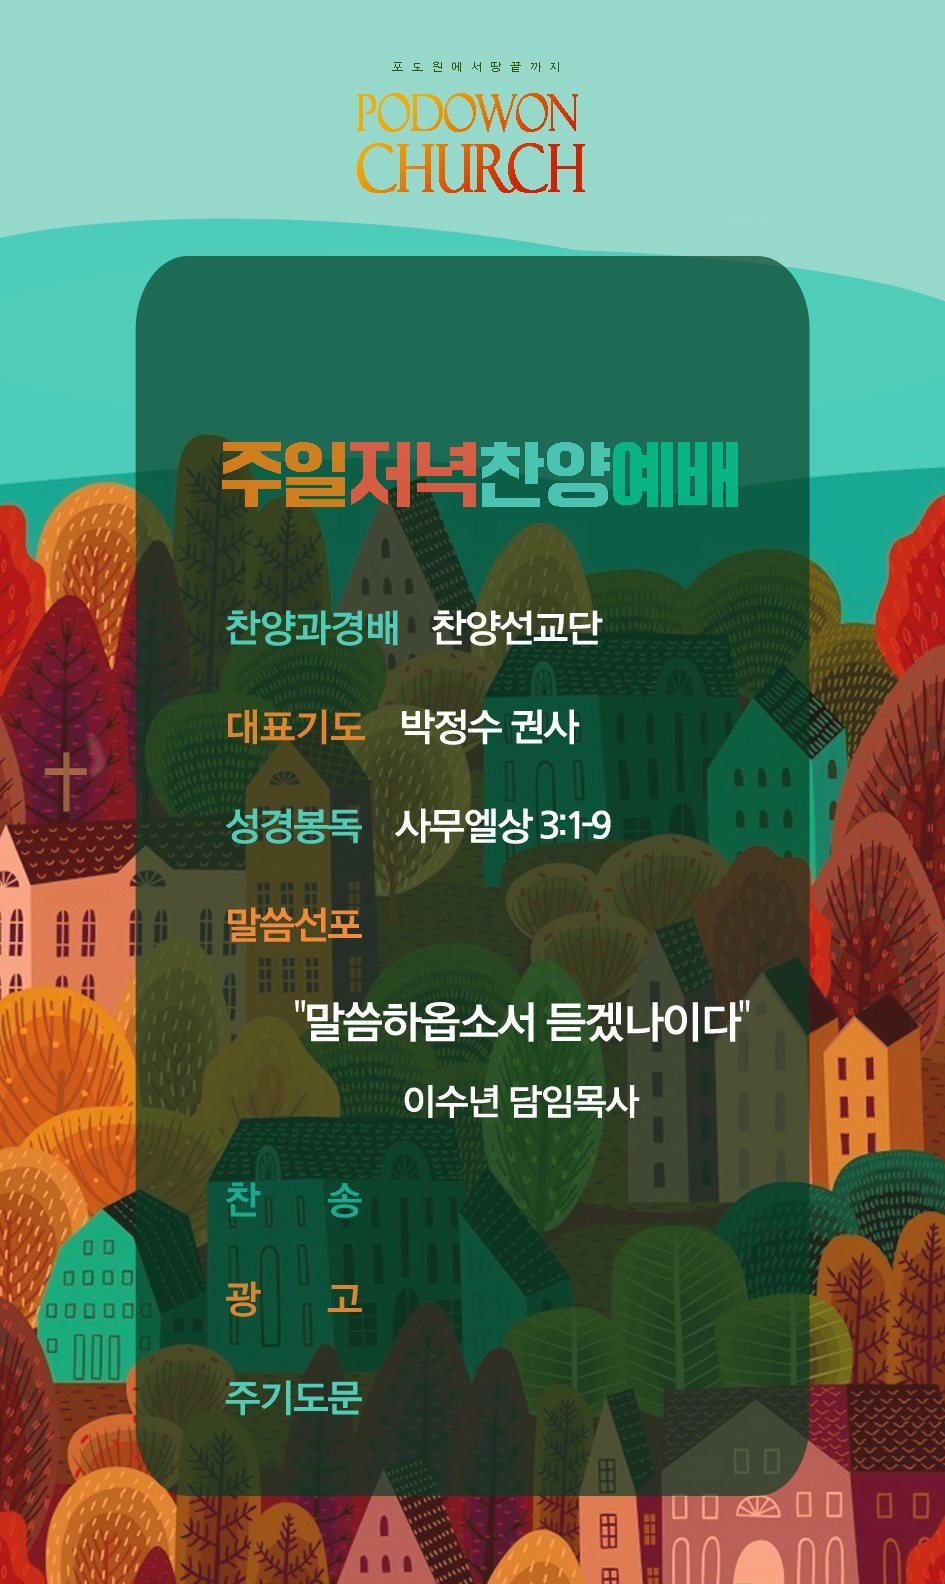 포도원에서땅끝까지
PODOWON
CHURCH
주일저녁찬양예배
찬양과경배 찬양선교단
대표기도 박정수 권사
성경봉독 사무엘상 3:1-9
말씀선포
"말씀하옵소서 듣겠나이다"
이수년 담임목사
찬 송
광 고
주기도문